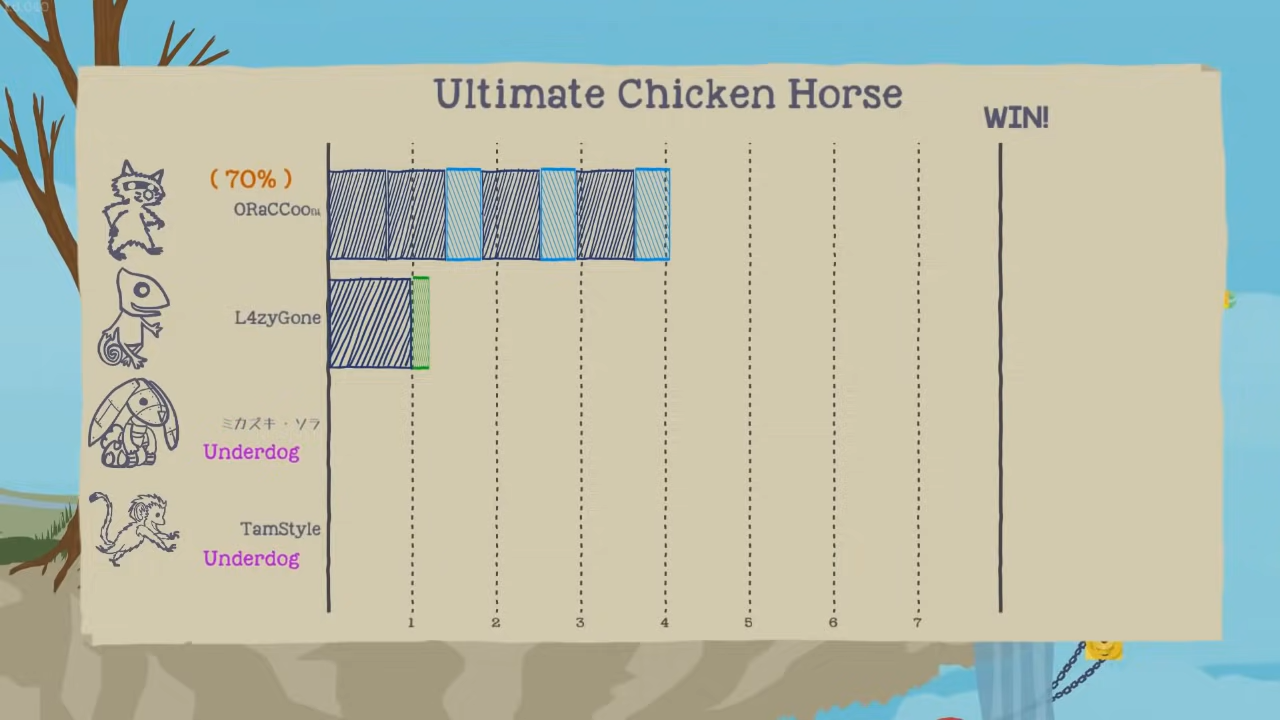 Ultimate Chicken Horse
WIN!
( 70% )
ORaCCoo
L4zyGone
ミカズキ・ソラ
Underdog
TamStyle
Underdog
1 2 3 4 5 6 7